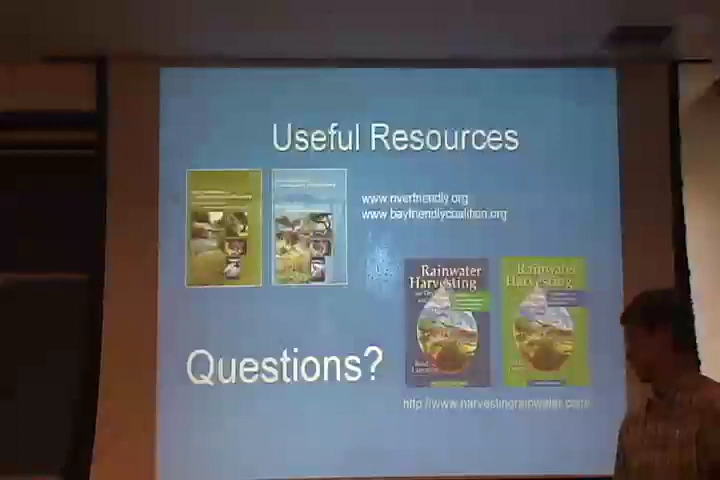 Useful Resources
www.riverfriendly.org
www.bayfriendlycoalition.org
Rainwater
Harvesting
Rainwater
Harvesting
Questions?
http://www.harvestingrainwater.com